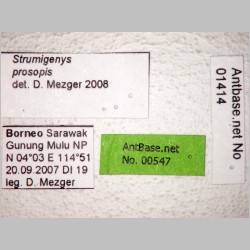 Strumigenys
prosopis
det. D. Mezger 2008
Borneo Sarawak
Gunung Mulu NP
N 04°03 E 114°51
20.09.2007 DI 19
leg. D. Mezger
AntBase.net
No. 00547
Antbase.net No
01414